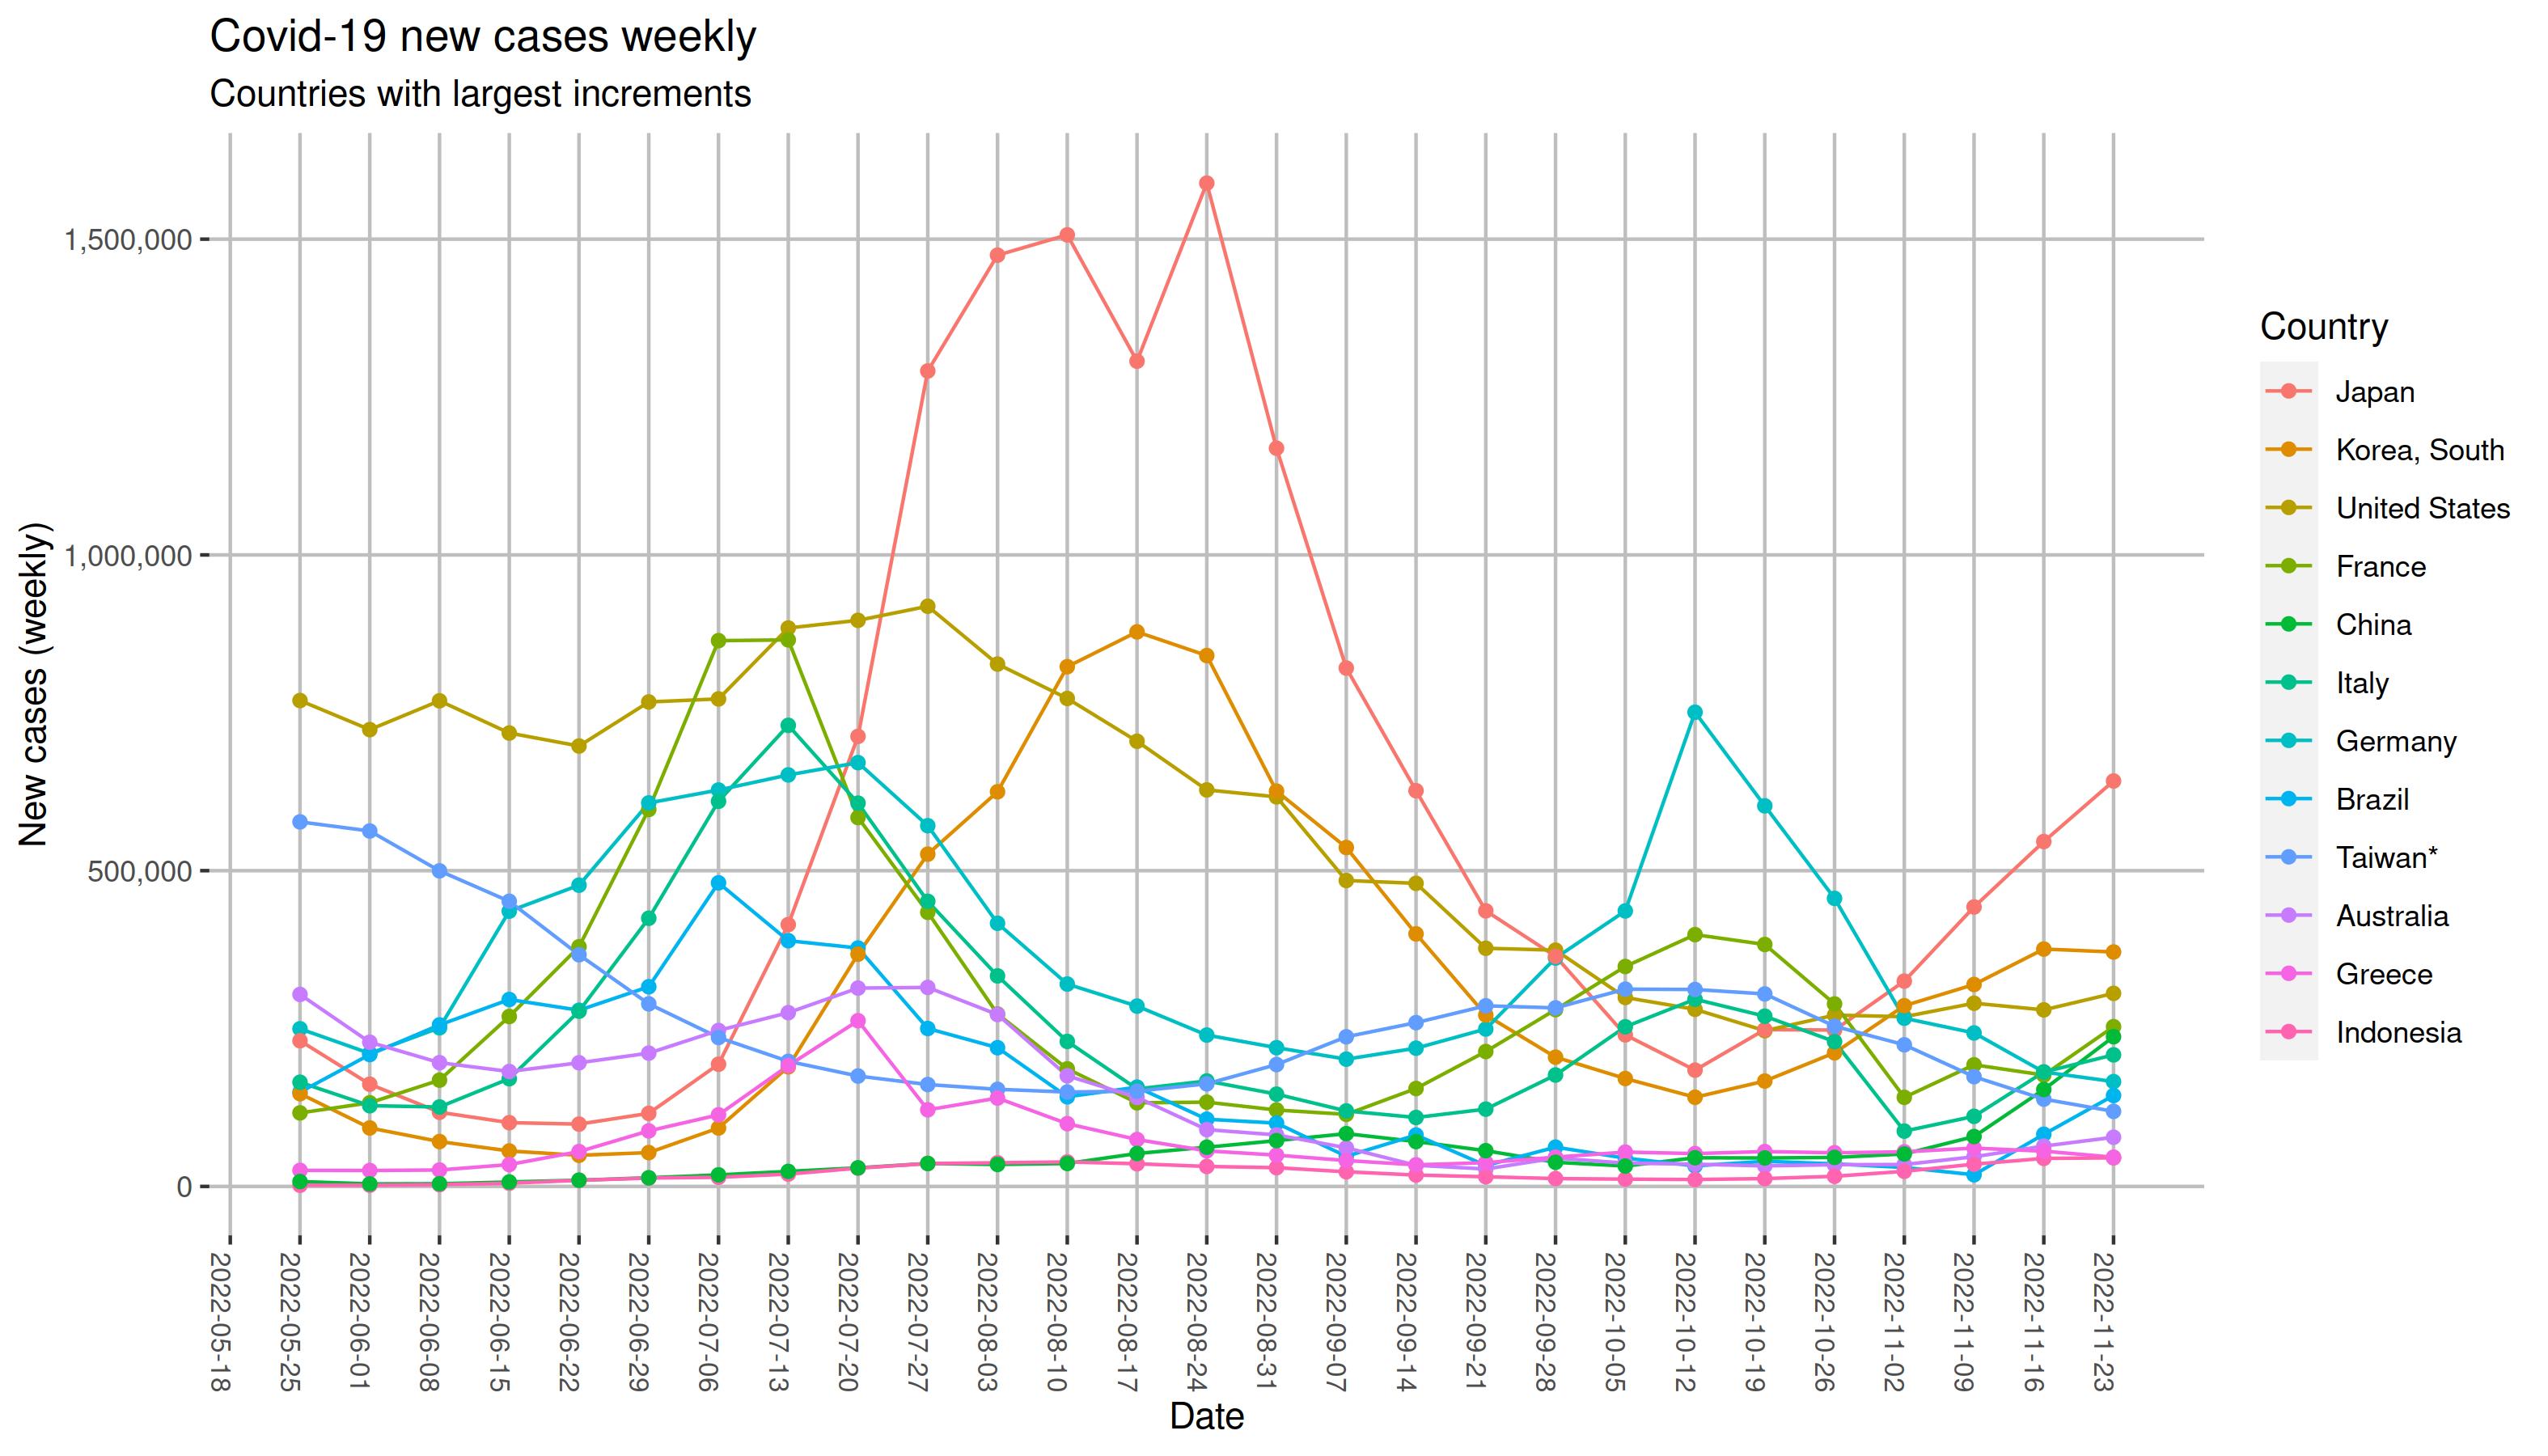 Covid-19 new cases weekly
Countries with largest increments
New cases (weekly)
1,500,000
1,000,000
500,000
0
2022-05-18
2022-05-25
2022-06-01
2022-06-08
2022-06-15
2022-06-22
2022-06-29
2022-07-06
2022-07-13
2022-07-20
2022-07-27
2022-08-03
2022-08-10
2022-08-17
2022-08-24
2022-08-31
2022-09-07
2022-09-14
2022-09-21
2022-09-28
2022-10-05
2022-10-12
2022-10-19
2022-10-26
2022-11-02
2022-11-09
2022-11-16
2022-11-23
Date
Country
Japan
Korea, South
United States
France
China
Italy
Germany
Brazil
Taiwan*
Australia
Greece
Indonesia